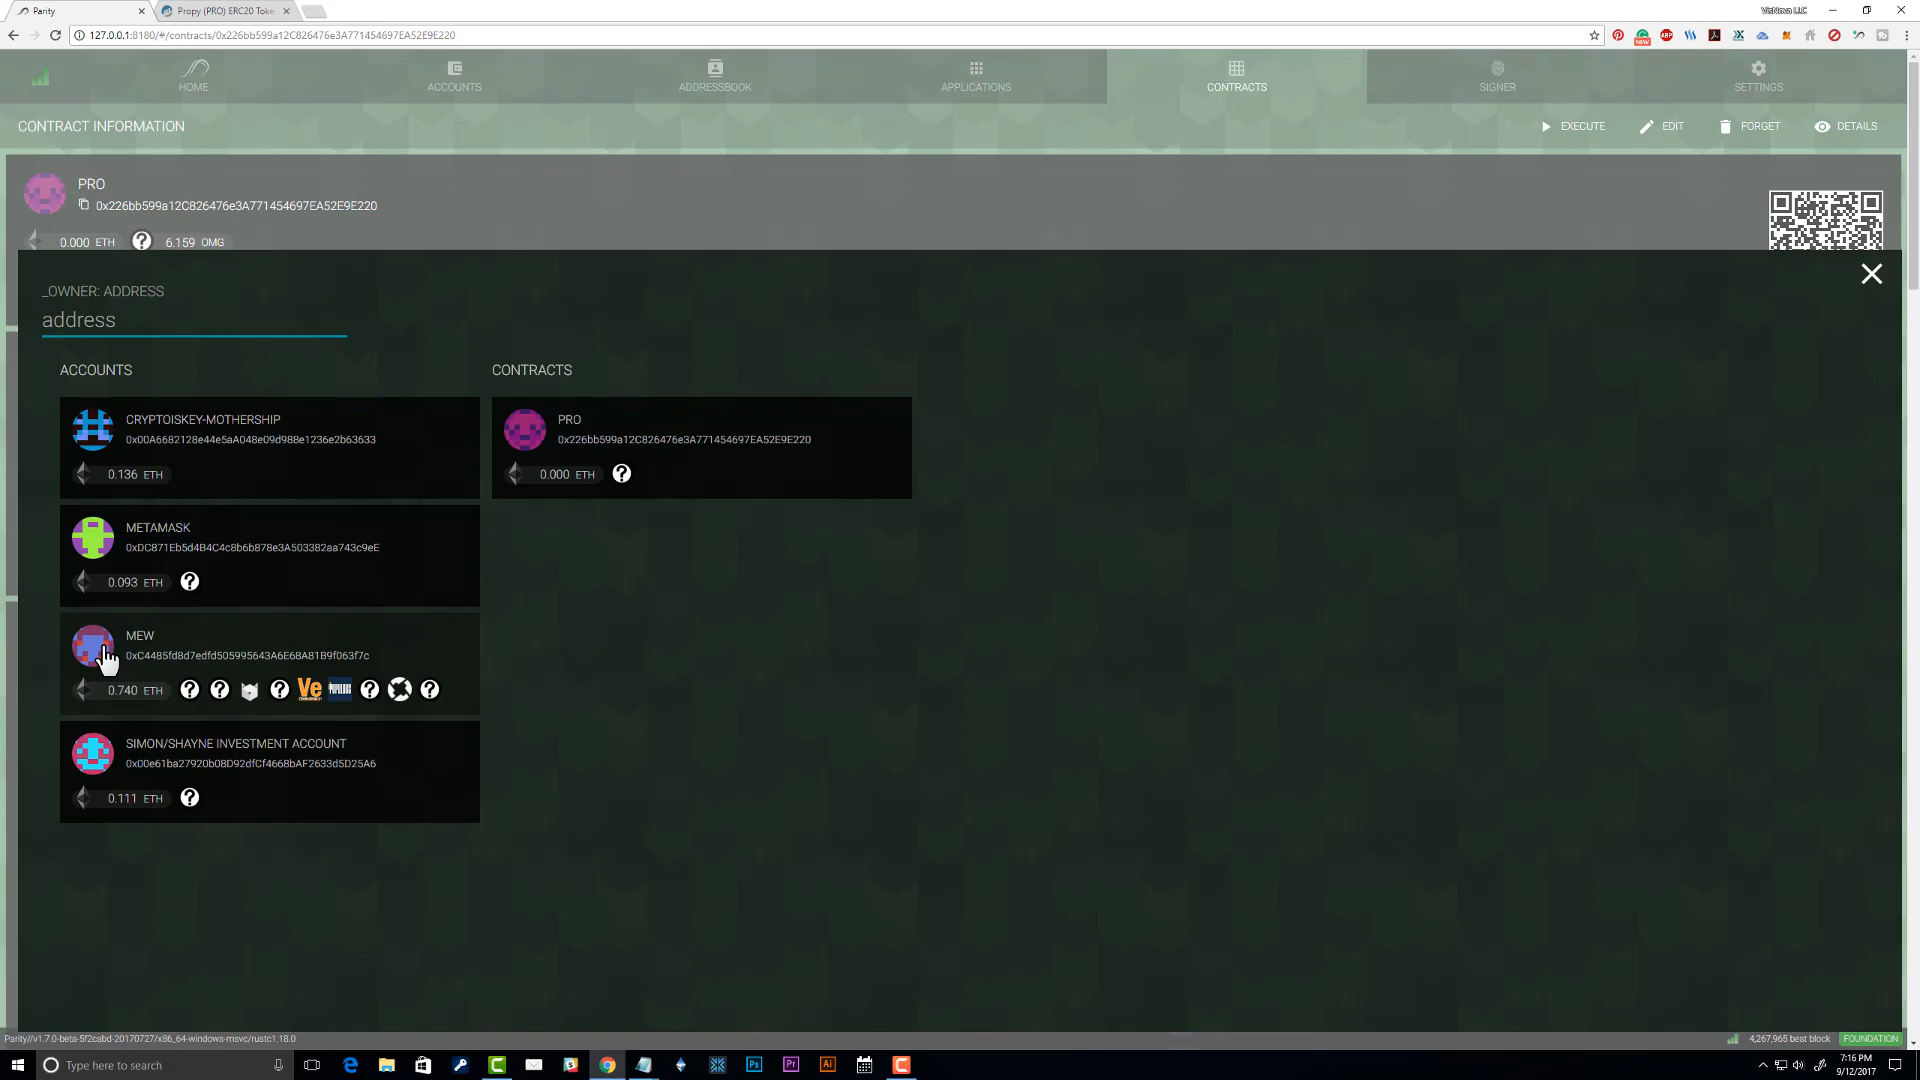 Parity
Propy (PRO) ERC20 Toke
VisNova LLC
127.0.0.1:8180/#/contracts/0x226bb599a12C826476e3A771454697EA52E9E220
HOME
ACCOUNTS
ADDRESSBOOK
APPLICATIONS
CONTRACTS
SIGNER
SETTINGS
CONTRACT INFORMATION
EXECUTE
EDIT
FORGET
DETAILS
PRO
0x226bb599a12C826476e3A771454697EA52E9E220
0.000 ETH
6.159 OMG
_OWNER: ADDRESS
address
ACCOUNTS
CRYPTOISKEY-MOTHERSHIP
0x00A6682128e44e5aA048e09d988e1236e2b63633
0.136 ETH
METAMASK
0xDC871Eb5d4B4C4c8b6b878e3A503382aa743c9eE
0.093 ETH
MEW
0xC4485fd8d7edfd505995643A6E68A81B9f063f7c
0.740 ETH
Ve
POPULOUS
SIMON/SHAYNE INVESTMENT ACCOUNT
0x00e61ba27920b08D92dfCf4668bAF2633d5D25A6
0.111 ETH
CONTRACTS
PRO
0x226bb599a12C826476e3A771454697EA52E9E220
0.000 ETH
Parity//v1.7.0-beta-5f2cabd-20170727/x86_64-windows-msvc/rustc1.18.0
4,267,965 best block
FOUNDATION
Type here to search
7:16 PM
9/12/2017